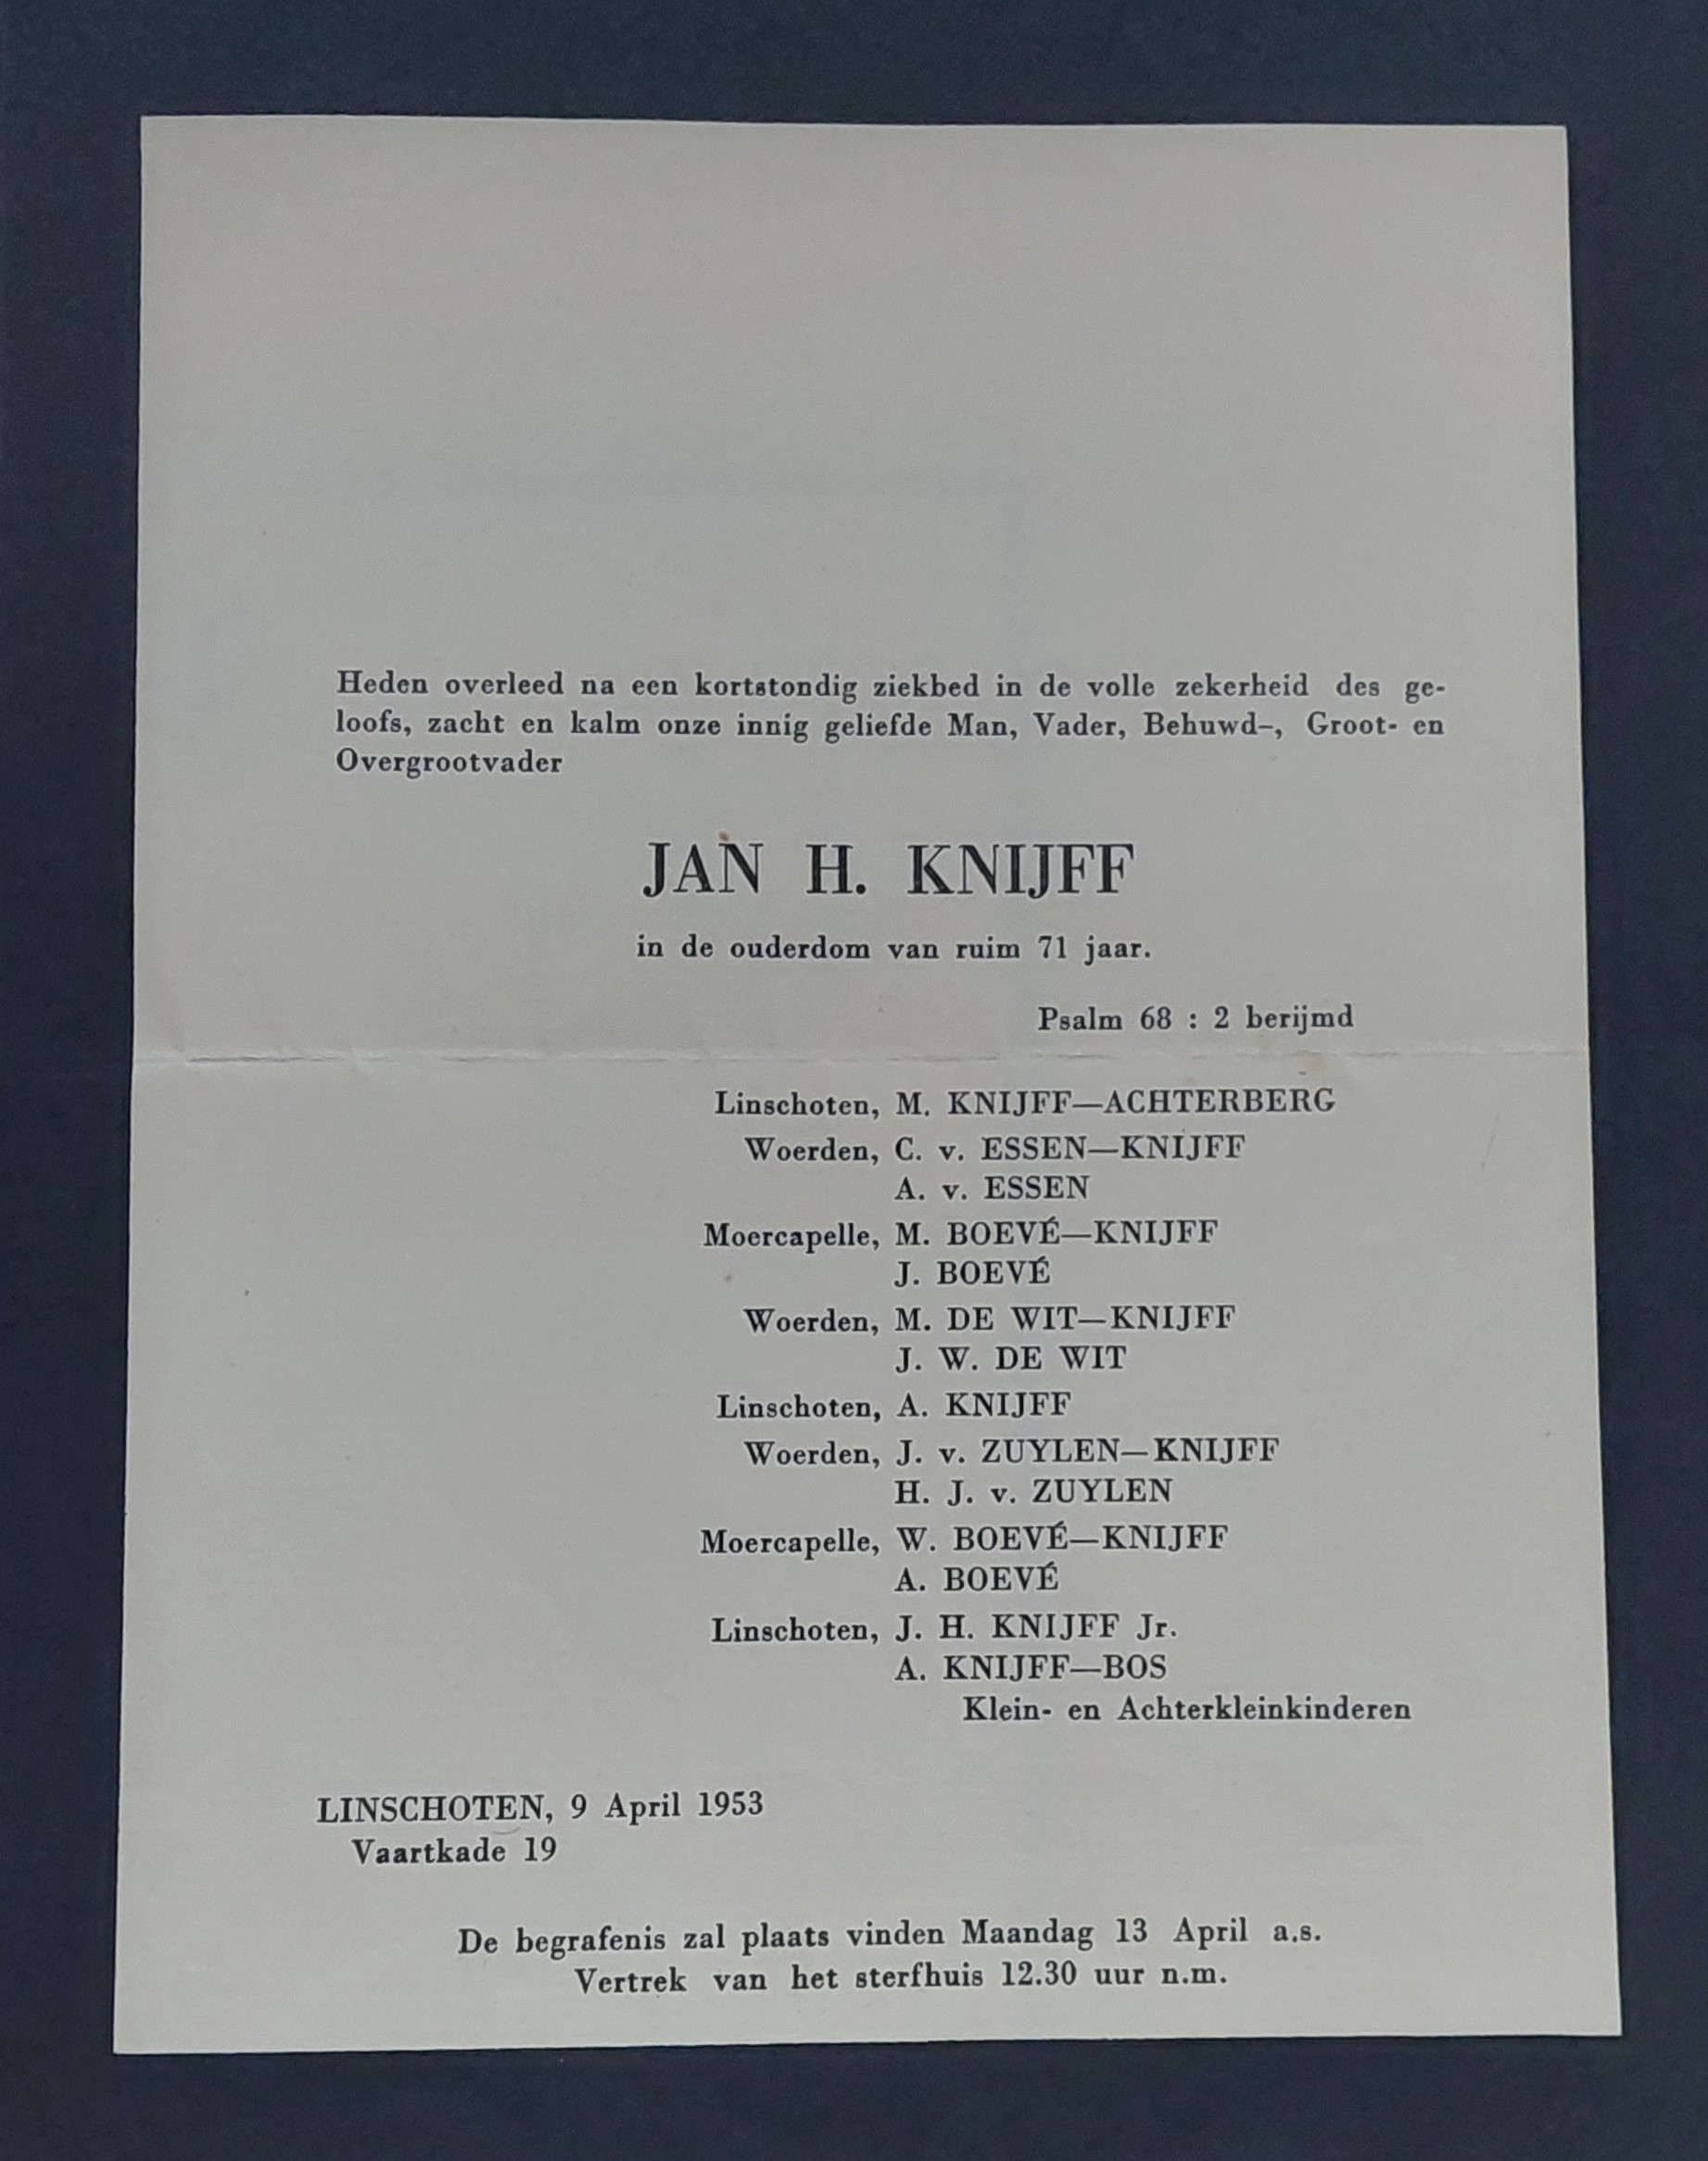 Heden overleed na een kortstondig ziekbed in de volle zekerheid des ge-
loofs, zacht en kalm onze innig geliefde Man, Vader, Behuwd-, Groot- en
Overgrootvader
JAN H. KNIJFF
in de ouderdom van ruim 71 jaar.
Psalm 68 : 2 berijmd
Linschoten, M. KNIJFF—ACHTERBERG
Woerden, C. v. ESSEN—KNIJFF
A. v. ESSEN
Moercapelle, M. BOEVÉ—KNIJFF
J. BOEVÉ
Woerden, M. DE WIT—KNIJFF
J. W. DE WIT
Linschoten, A. KNIJFF
Woerden, J. v. ZUYLEN—KNIJFF
H. J. v. ZUYLEN
Moercapelle, W. BOEVÉ—KNIJFF
A. BOEVÉ
Linschoten, J. H. KNIJFF Jr.
A. KNIJFF—BOS
Klein- en Achterkleinkinderen
LINSCHOTEN, 9 April 1953
Vaartkade 19
De begrafenis zal plaats vinden Maandag 13 April a.s.
Vertrek van het sterfhuis 12.30 uur n.m.